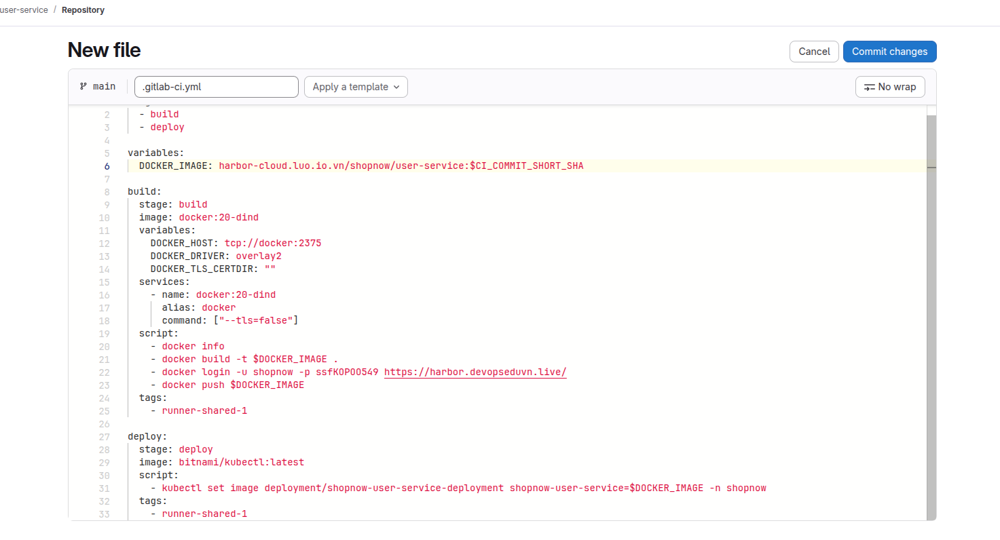 user-service / Repository
New file
Cancel
Commit changes
main
.gitlab-ci.yml
Apply a template
No wrap
2 - build
3 - deploy
4
5 variables:
6 DOCKER_IMAGE: harbor-cloud.luo.io.vn/shopnow/user-service:$CI_COMMIT_SHORT_SHA
7
8 build:
9 stage: build
10 image: docker:20-dind
11 variables:
12 DOCKER_HOST: tcp://docker:2375
13 DOCKER_DRIVER: overlay2
14 DOCKER_TLS_CERTDIR: ""
15 services:
16 - name: docker:20-dind
17 alias: docker
18 command: ["--tls=false"]
19 script:
20 - docker info
21 - docker build -t $DOCKER_IMAGE .
22 - docker login -u shopnow -p ssfKOPOO549 https://harbor.devopseduvn.live/
23 - docker push $DOCKER_IMAGE
24 tags:
25 - runner-shared-1
26
27 deploy:
28 stage: deploy
29 image: bitnami/kubectl:latest
30 script:
31 - kubectl set image deployment/shopnow-user-service-deployment shopnow-user-service=$DOCKER_IMAGE -n shopnow
32 tags:
33 - runner-shared-1